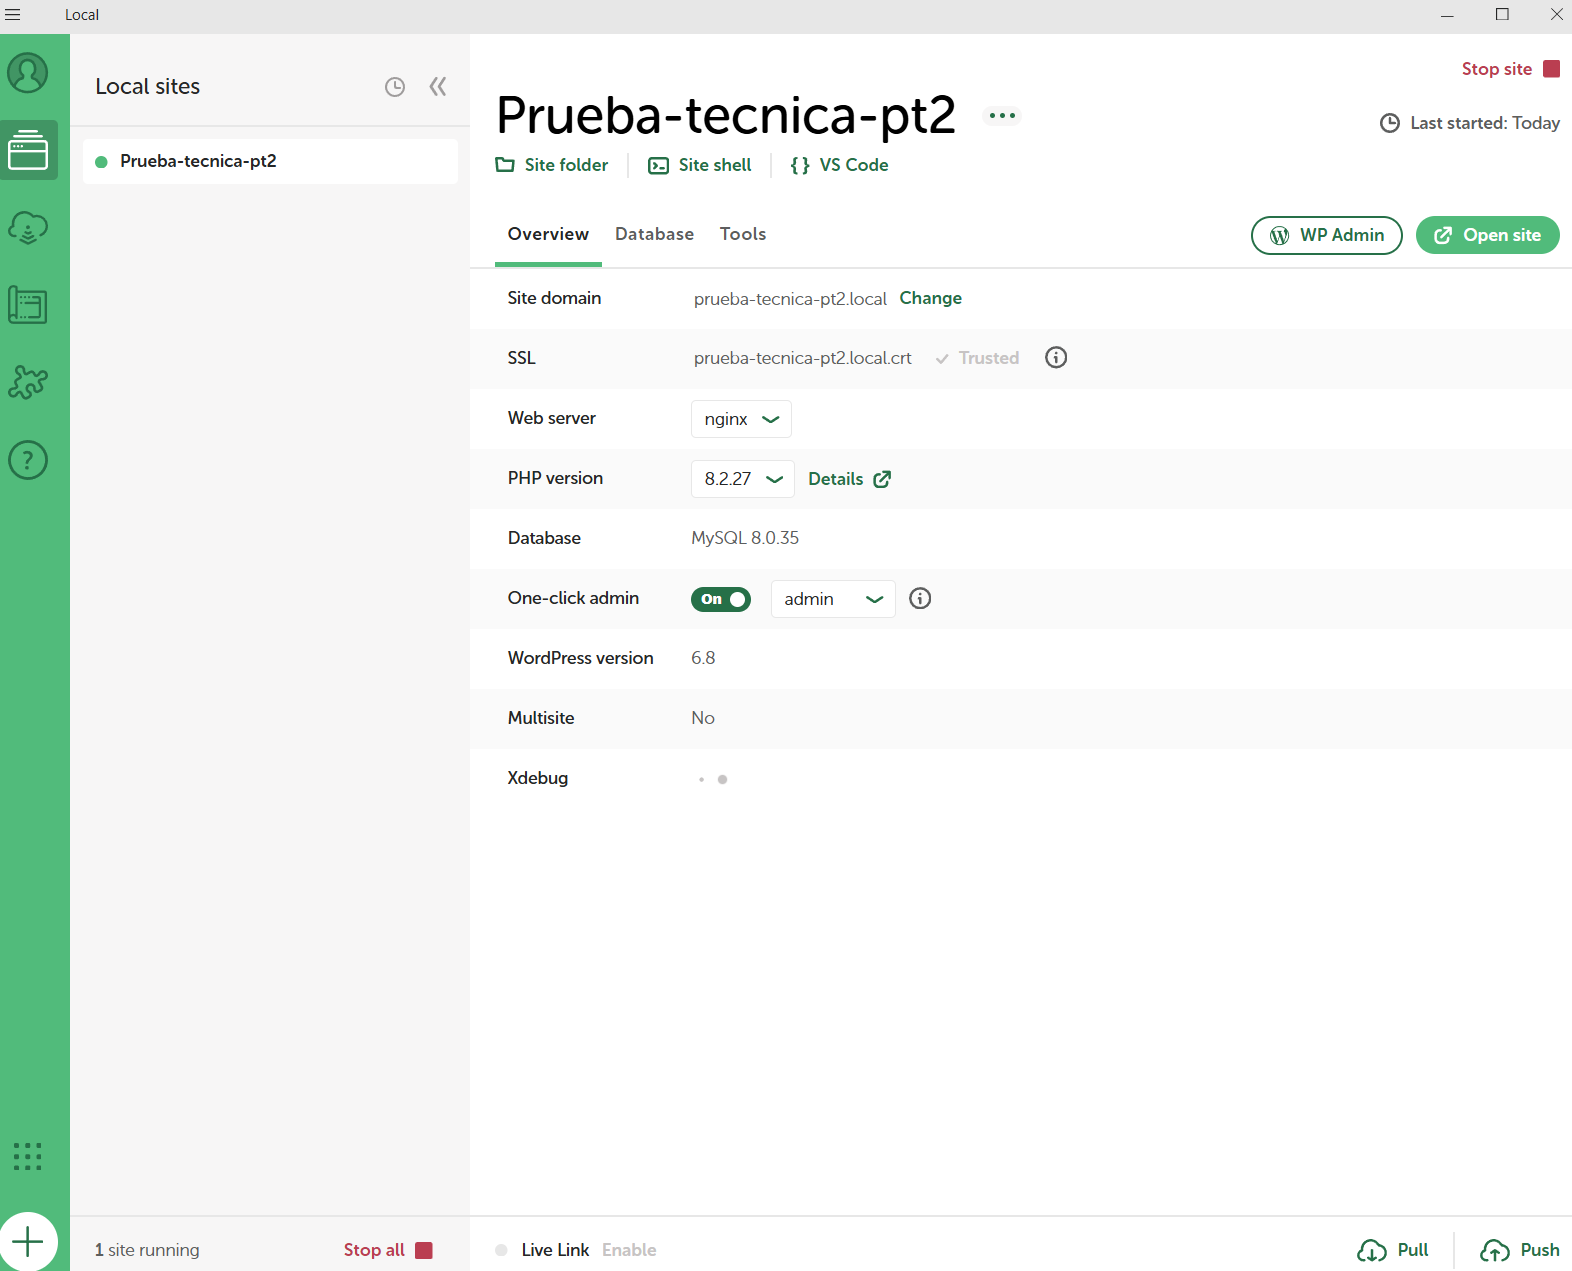 Local
Local sites
Prueba-tecnica-pt2
1 site running
Stop all
Stop site
Prueba-tecnica-pt2
Last started: Today
Site folder
Site shell
VS Code
Overview
Database
Tools
WP Admin
Open site
Site domain
prueba-tecnica-pt2.local
Change
SSL
prueba-tecnica-pt2.local.crt
Trusted
Web server
nginx
PHP version
8.2.27
Details
Database
MySQL 8.0.35
One-click admin
On
admin
WordPress version
6.8
Multisite
No
Xdebug
Live Link
Enable
Pull
Push